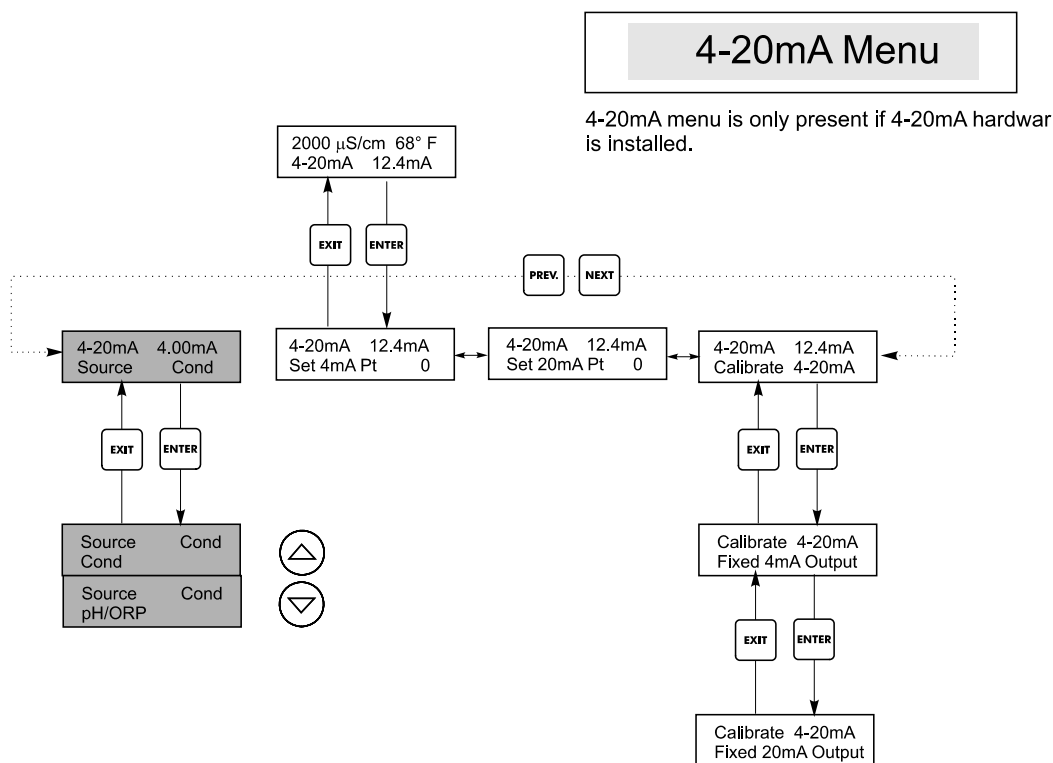 4-20mA Menu
4-20mA menu is only present if 4-20mA hardwar
is installed.
2000 μS/cm 68° F
4-20mA 12.4mA
EXIT
ENTER
PREV.
NEXT
4-20mA 4.00mA
Source Cond
4-20mA 12.4mA
Set 4mA Pt 0
4-20mA 12.4mA
Set 20mA Pt 0
4-20mA 12.4mA
Calibrate 4-20mA
EXIT
ENTER
EXIT
ENTER
Source Cond
Cond
Source Cond
pH/ORP
Calibrate 4-20mA
Fixed 4mA Output
EXIT
ENTER
Calibrate 4-20mA
Fixed 20mA Output